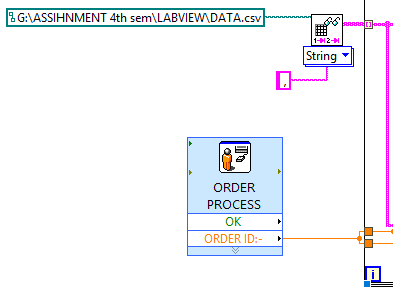 G:\ASSIHNMENT 4th sem\LABVIEW\DATA.csv
String
,
ORDER
PROCESS
OK
ORDER ID:-
i